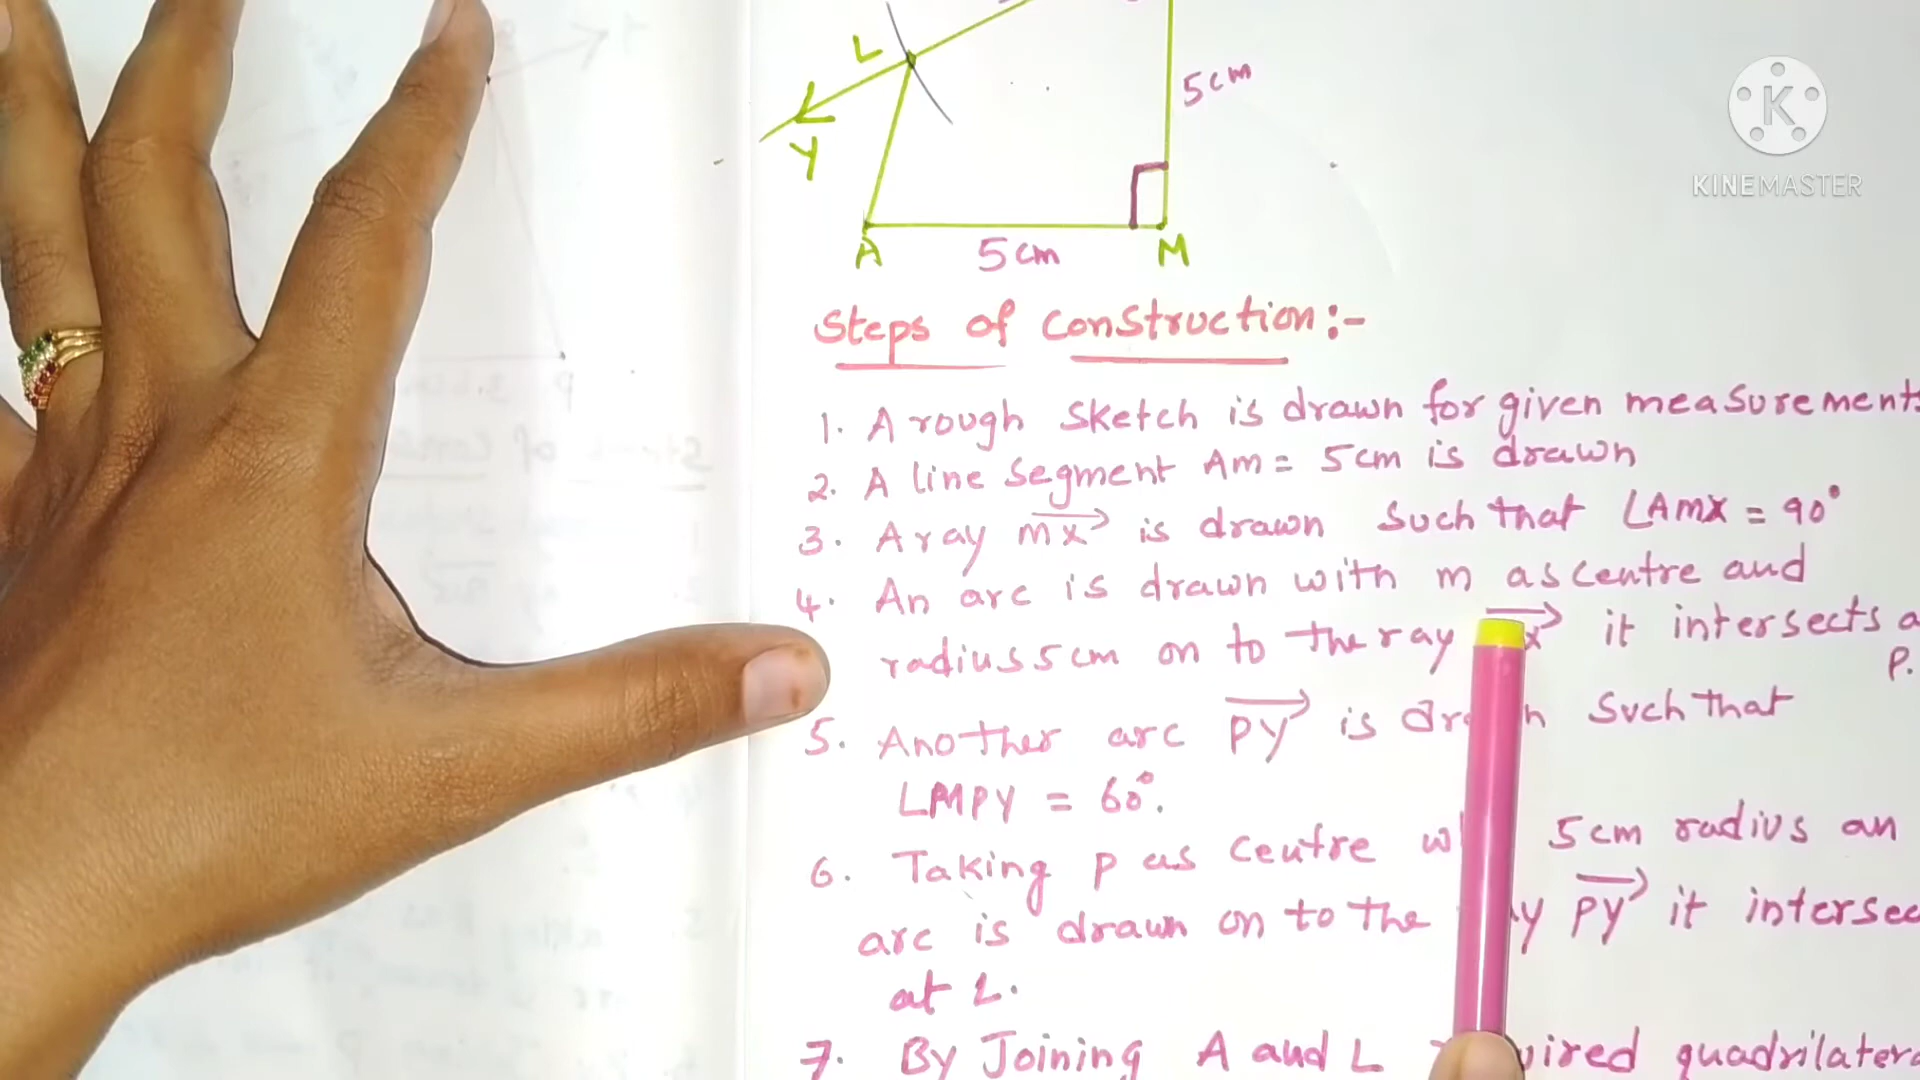 L
5cm
Y
A
5cm
M
K
KINEMASTER
Steps of construction:-
1. A rough sketch is drawn for given measurements
2. A line segment Am = 5cm is drawn
3. A ray mx is drawn such that ∠AMX = 90°
4. An arc is drawn with m as centre and
radius 5cm on to the ray x it intersects a
P.
5. Another arc PY is drawn such that
∠MPY = 60°.
6. Taking P as centre 5cm radius an
arc is drawn on to the PY it intersec
at L.
7. By Joining A and L quadrilatera